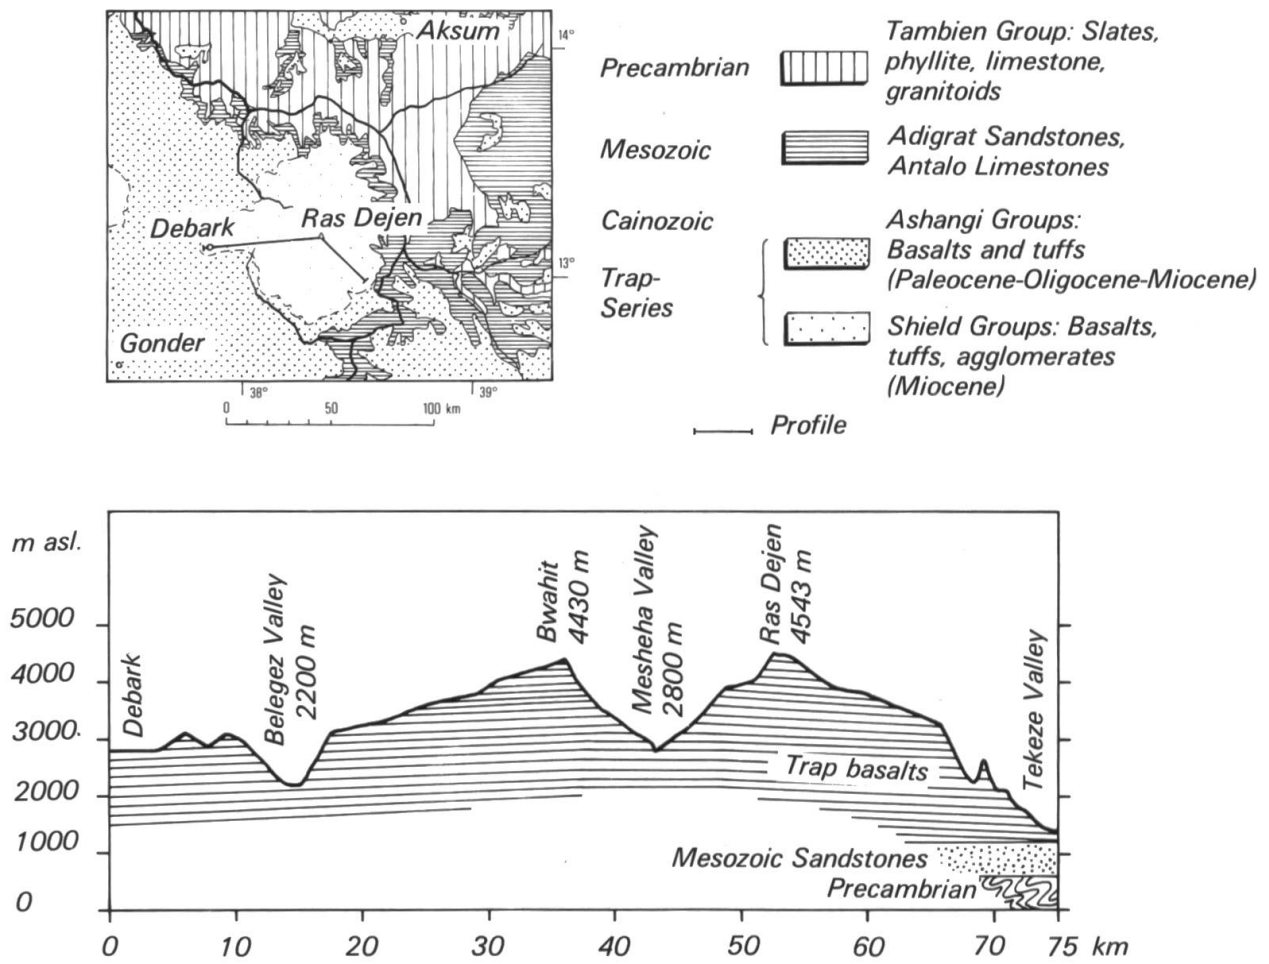 Aksum
14°
Debark
Ras Dejen
13°
Gonder
38°
39°
0 50 100 km
Precambrian
Tambien Group: Slates,
phyllite, limestone,
granitoids
Mesozoic
Adigrat Sandstones,
Antalo Limestones
Cainozoic
Trap-
Series
Ashangi Groups:
Basalts and tuffs
(Paleocene-Oligocene-Miocene)
Shield Groups: Basalts,
tuffs, agglomerates
(Miocene)
Profile
m asl.
5000
4000
3000
2000
1000
0
Debark
Belegez Valley
2200 m
Bwahit
4430 m
Mesheha Valley
2800 m
Ras Dejen
4543 m
Tekeze Valley
Trap basalts
Mesozoic Sandstones
Precambrian
0 10 20 30 40 50 60 70 75 km